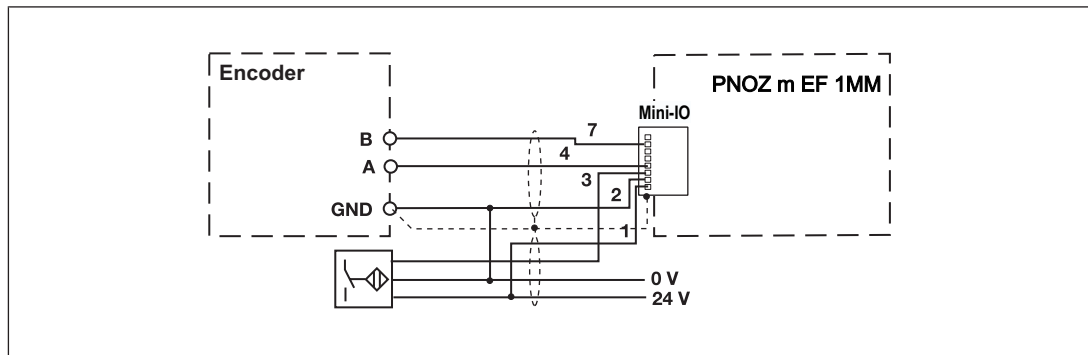 Encoder
PNOZ m EF 1MM
Mini-IO
B
7
A
4
3
GND
2
1
0 V
24 V